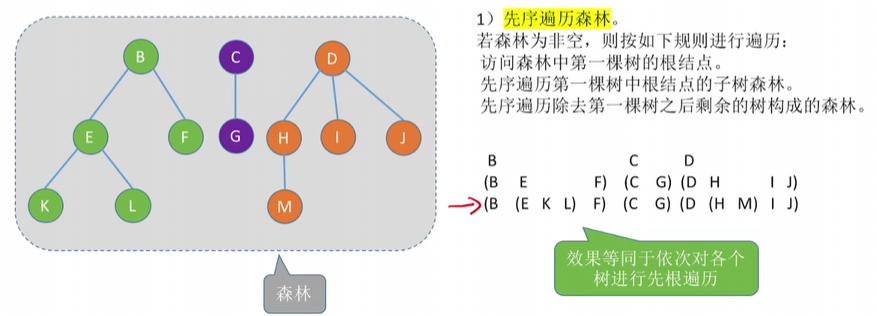 B
C
D
E
F
G
H
I
J
K
L
M
森林
1）先序遍历森林。
若森林为非空，则按如下规则进行遍历：
访问森林中第一棵树的根结点。
先序遍历第一棵树中根结点的子树森林。
先序遍历除去第一棵树之后剩余的树构成的森林。
B C D
(B E F) (C G) (D H I J)
(B (E K L) F) (C G) (D (H M) I J)
效果等同于依次对各个
树进行先根遍历